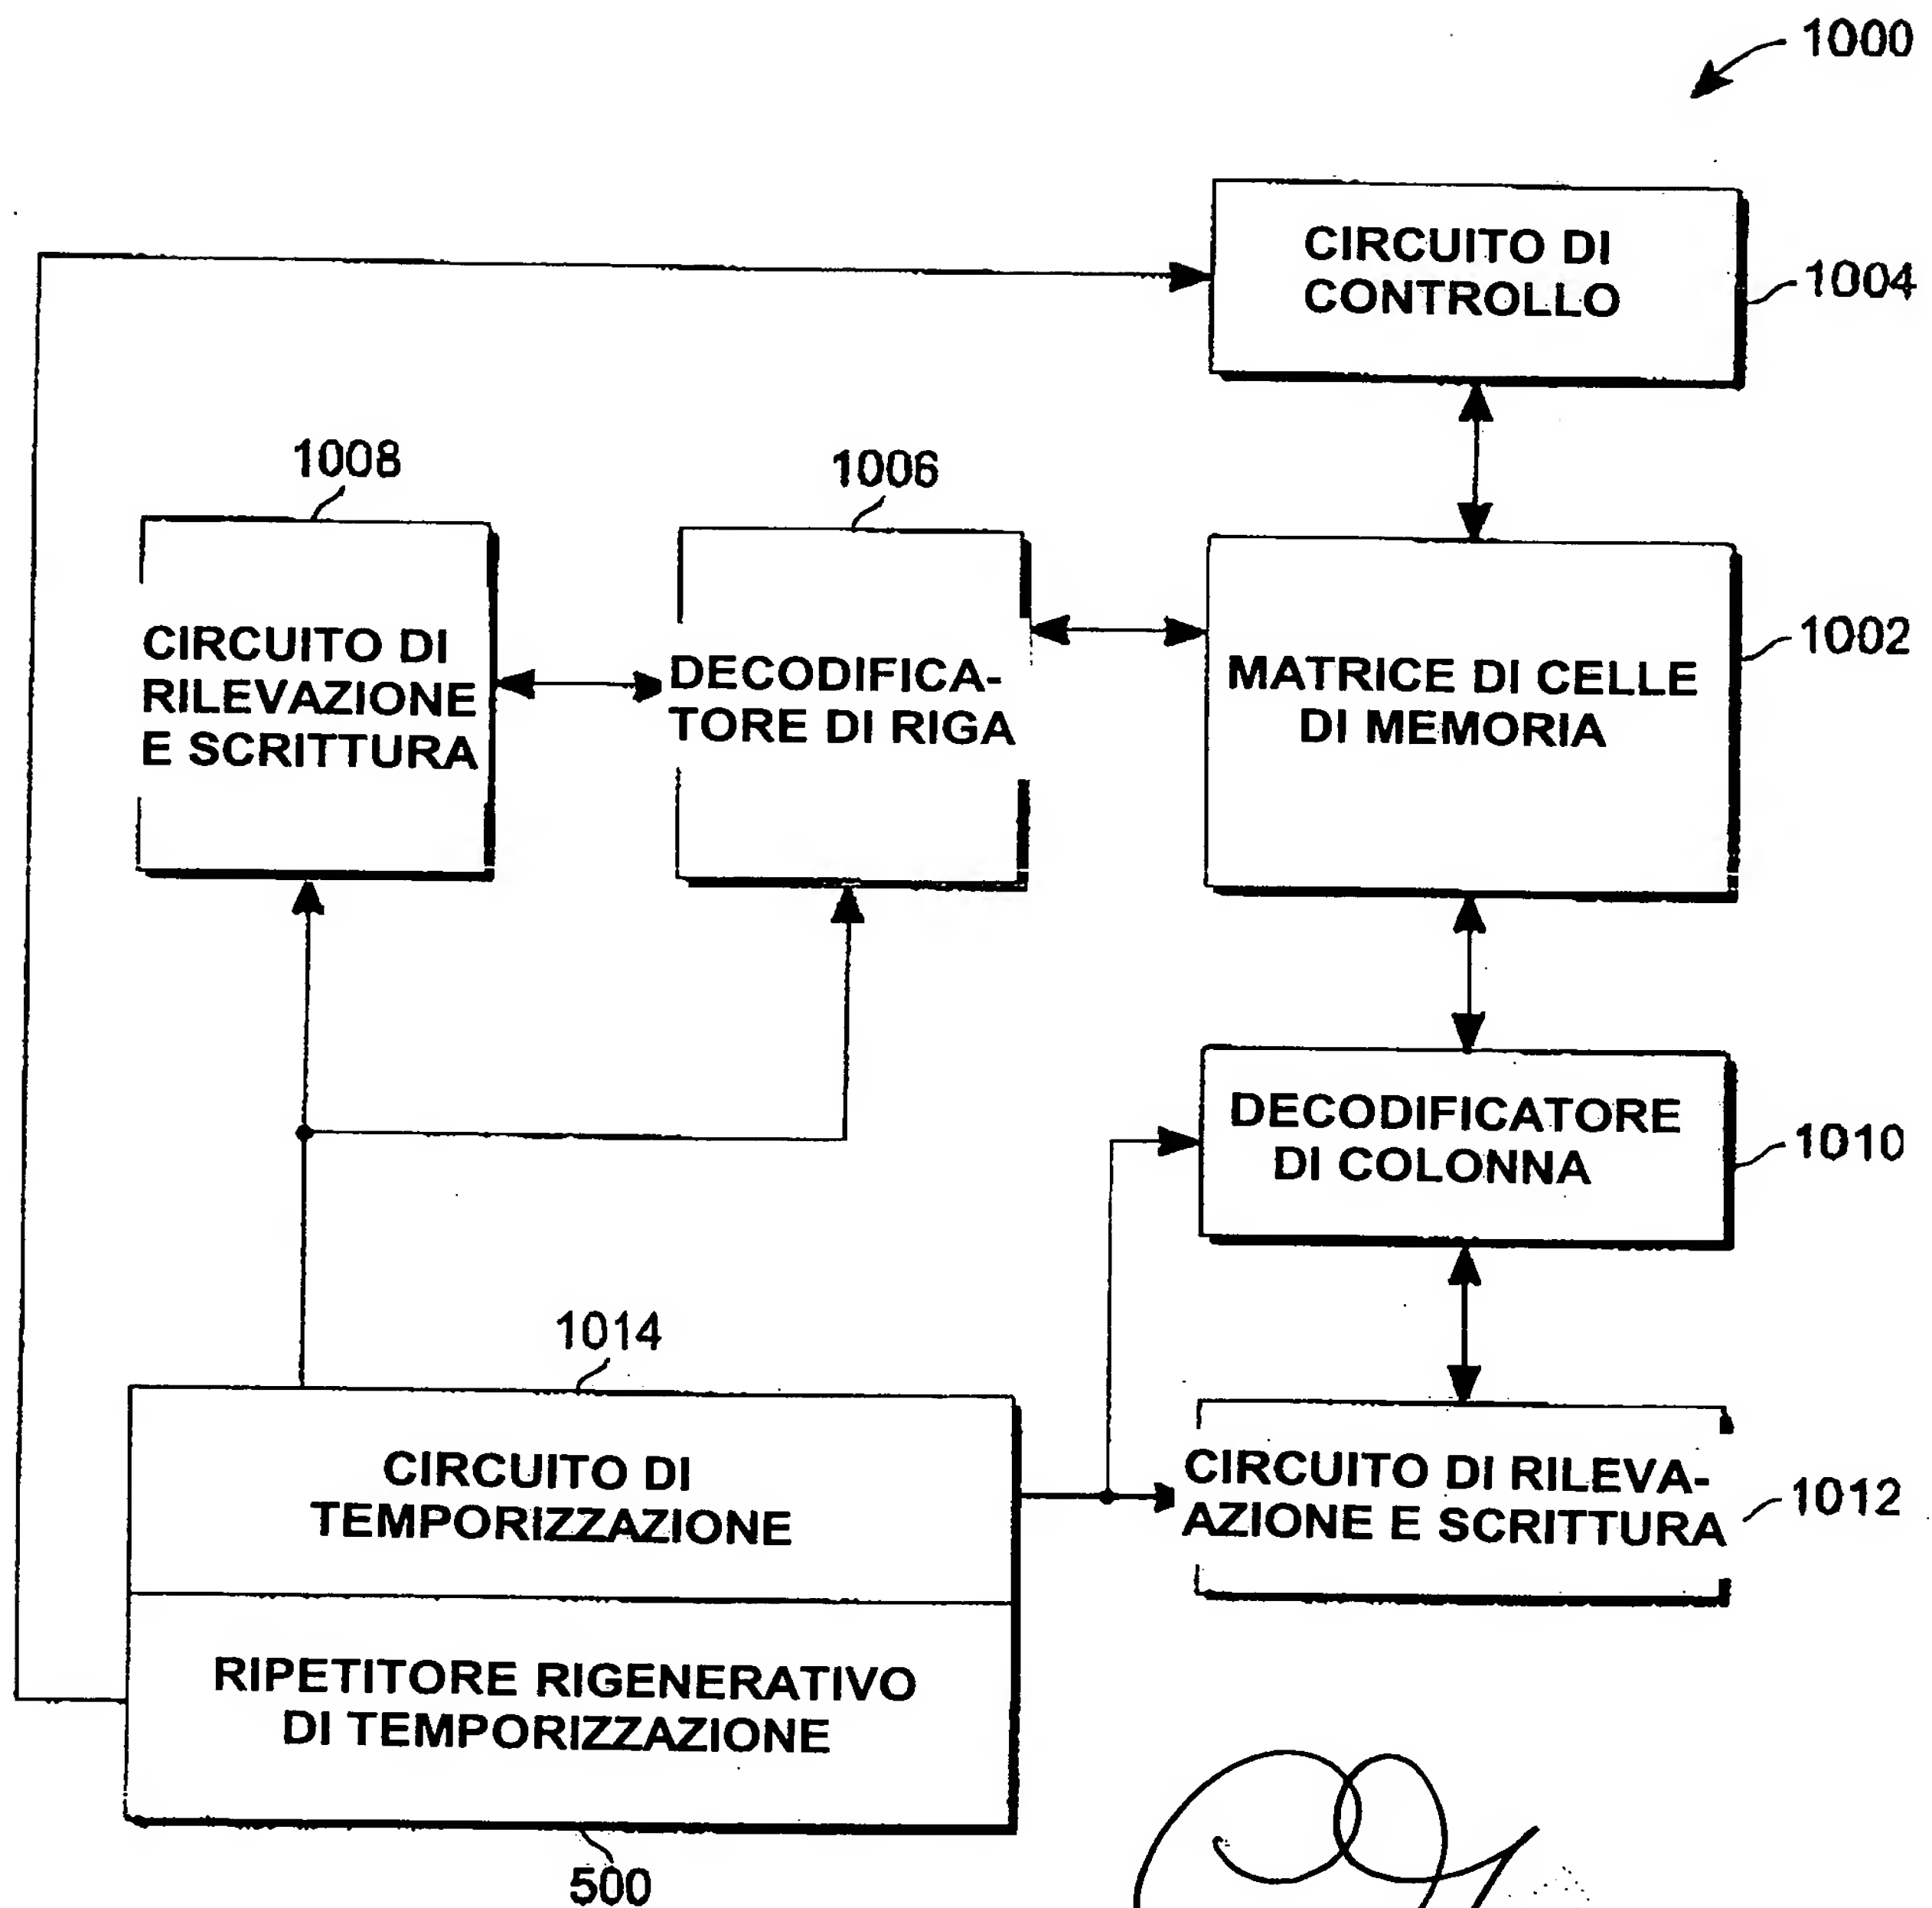 1000
CIRCUITO DI
CONTROLLO
1004
1008
1006
CIRCUITO DI
RILEVAZIONE
E SCRITTURA
DECODIFICA-
TORE DI RIGA
MATRICE DI CELLE
DI MEMORIA
1002
DECODIFICATORE
DI COLONNA
1010
1014
CIRCUITO DI
TEMPORIZZAZIONE
CIRCUITO DI RILEVA-
AZIONE E SCRITTURA
1012
RIPETITORE RIGENERATIVO
DI TEMPORIZZAZIONE
500